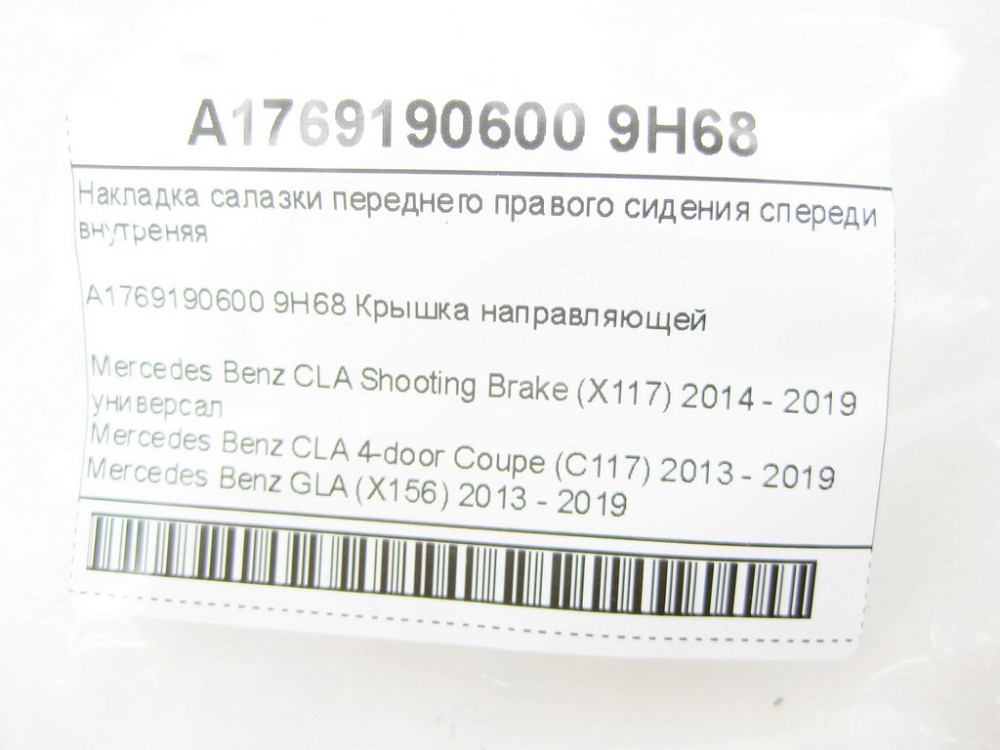 A1769190600 9H68
Накладка салазки переднего правого сидения спереди
внутреняя
A1769190600 9H68 Крышка направляющей
Mercedes Benz CLA Shooting Brake (X117) 2014 - 2019
универсал
Mercedes Benz CLA 4-door Coupe (C117) 2013 - 2019
Mercedes Benz GLA (X156) 2013 - 2019